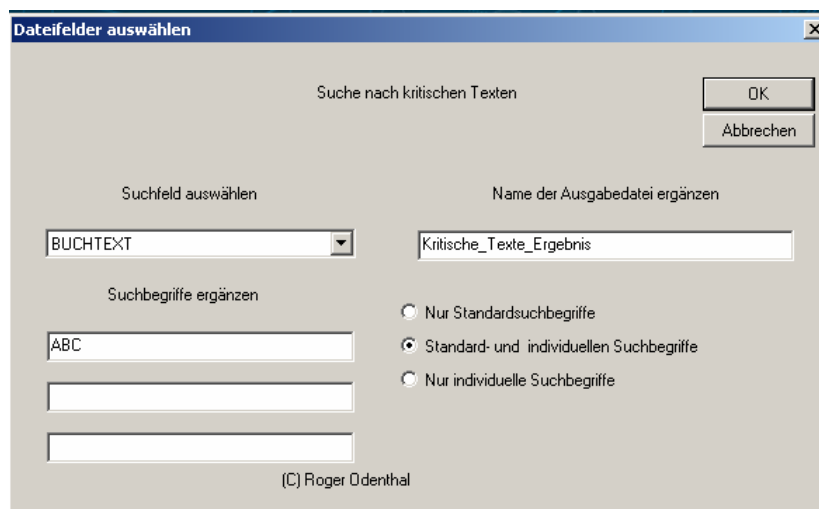 Dateifelder auswählen
Suche nach kritischen Texten
OK
Abbrechen
Suchfeld auswählen
Name der Ausgabedatei ergänzen
BUCHTEXT
Kritische_Texte_Ergebnis
Suchbegriffe ergänzen
Nur Standardsuchbegriffe
ABC
Standard- und individuellen Suchbegriffe
Nur individuelle Suchbegriffe
(C) Roger Odenthal